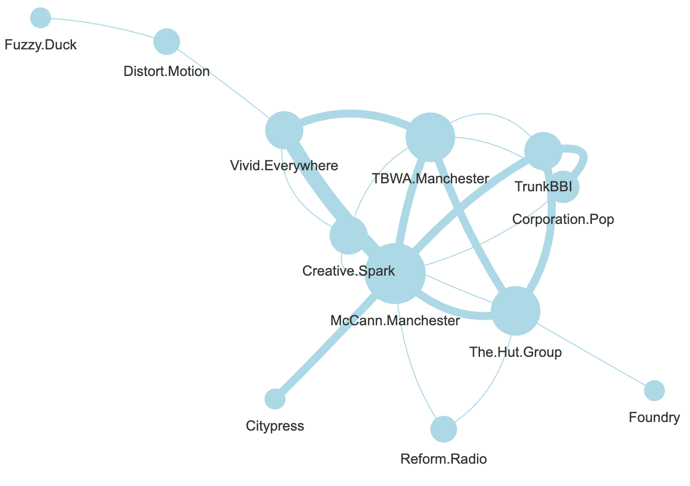 Fuzzy.Duck
Distort.Motion
Vivid.Everywhere
TBWA.Manchester
TrunkBBI
Corporation.Pop
Creative.Spark
McCann.Manchester
The.Hut.Group
Citypress
Foundry
Reform.Radio